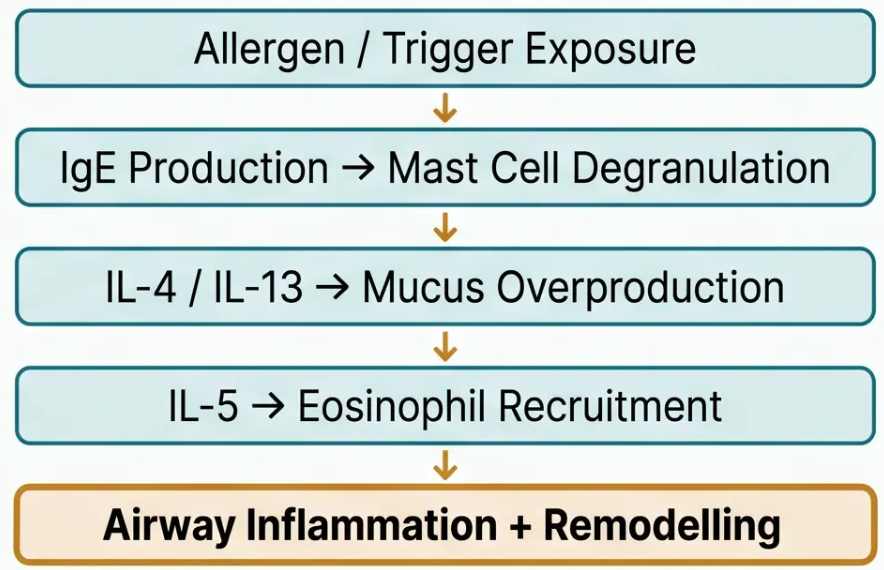 Allergen / Trigger Exposure
↓
IgE Production → Mast Cell Degranulation
↓
IL-4 / IL-13 → Mucus Overproduction
↓
IL-5 → Eosinophil Recruitment
↓
Airway Inflammation + Remodelling